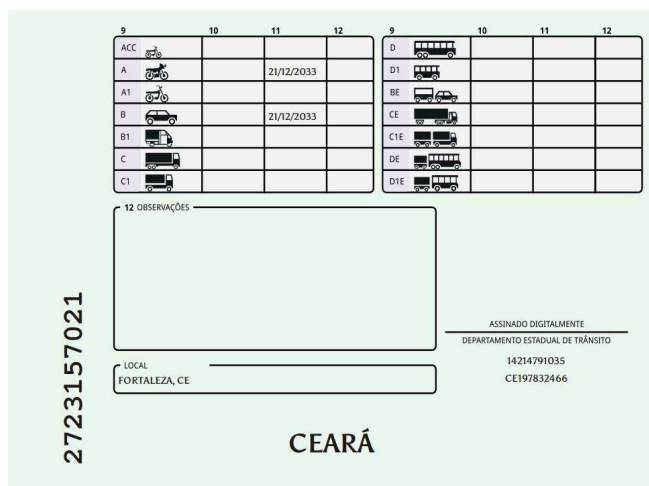 9 10 11 12
ACC
A 21/12/2033
A1
B 21/12/2033
B1
C
C1
9 10 11 12
D
D1
BE
CE
C1E
DE
D1E
12 OBSERVAÇÕES
ASSINADO DIGITALMENTE
DEPARTAMENTO ESTADUAL DE TRÂNSITO
14214791035
CE197832466
LOCAL
FORTALEZA, CE
27223157021
CEARÁ